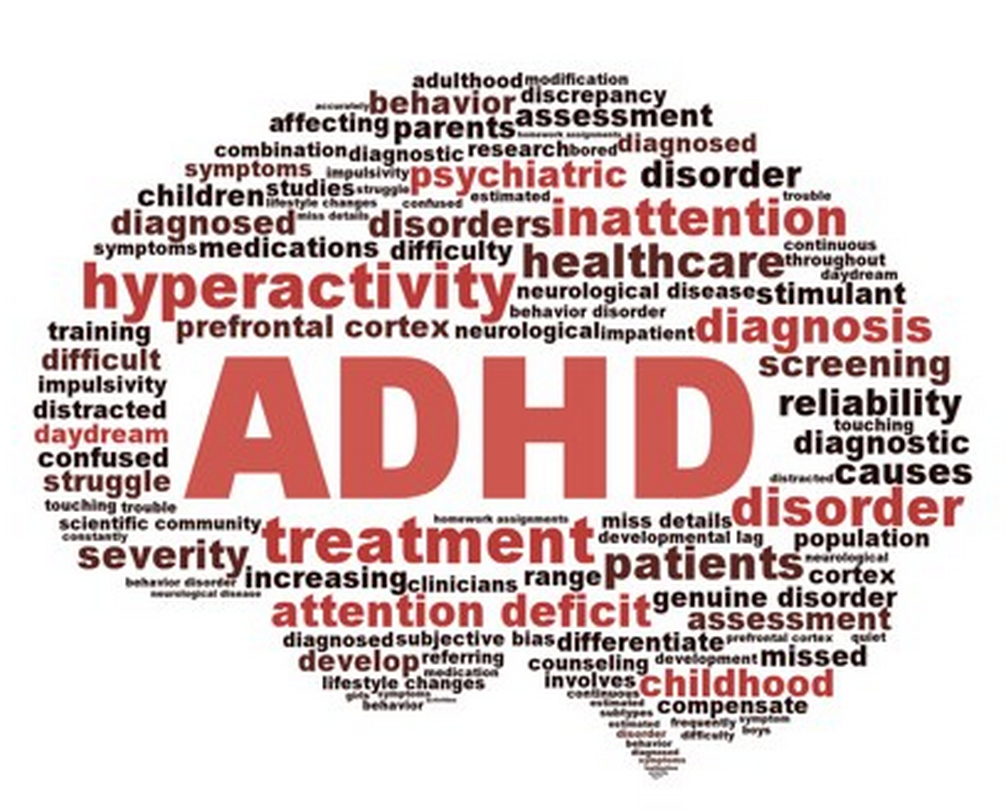 adulthood modification
accurately behavior discrepancy
affecting parents assessment
homework assignments
combination diagnostic research bored diagnosed
symptoms impulsivity psychiatric disorder
children studies struggle estimated trouble
lifestyle changes confused
diagnosed miss details disorders inattention
symptoms medications difficulty continuous
hyperactivity healthcare throughout
daydream
neurological disease stimulant
behavior disorder
training prefrontal cortex neurological impatient diagnosis
difficult screening
impulsivity
distracted reliability
daydream touching
confused diagnostic
struggle distracted causes
ADHD
touching trouble disorder
scientific community treatment homework assignments miss details
constantly developmental lag population
severity patients neurological
behavior disorder increasing clinicians range cortex
neurological disease
attention deficit genuine disorder
assessment
diagnosed subjective bias differentiate prefrontal cortex quiet
develop referring counseling development missed
medication
lifestyle changes involves childhood
girls symptoms continuous
behavior estimated compensate
subtypes frequently symptom
estimated difficulty boys
disorder
behavior
diagnosed
symptoms